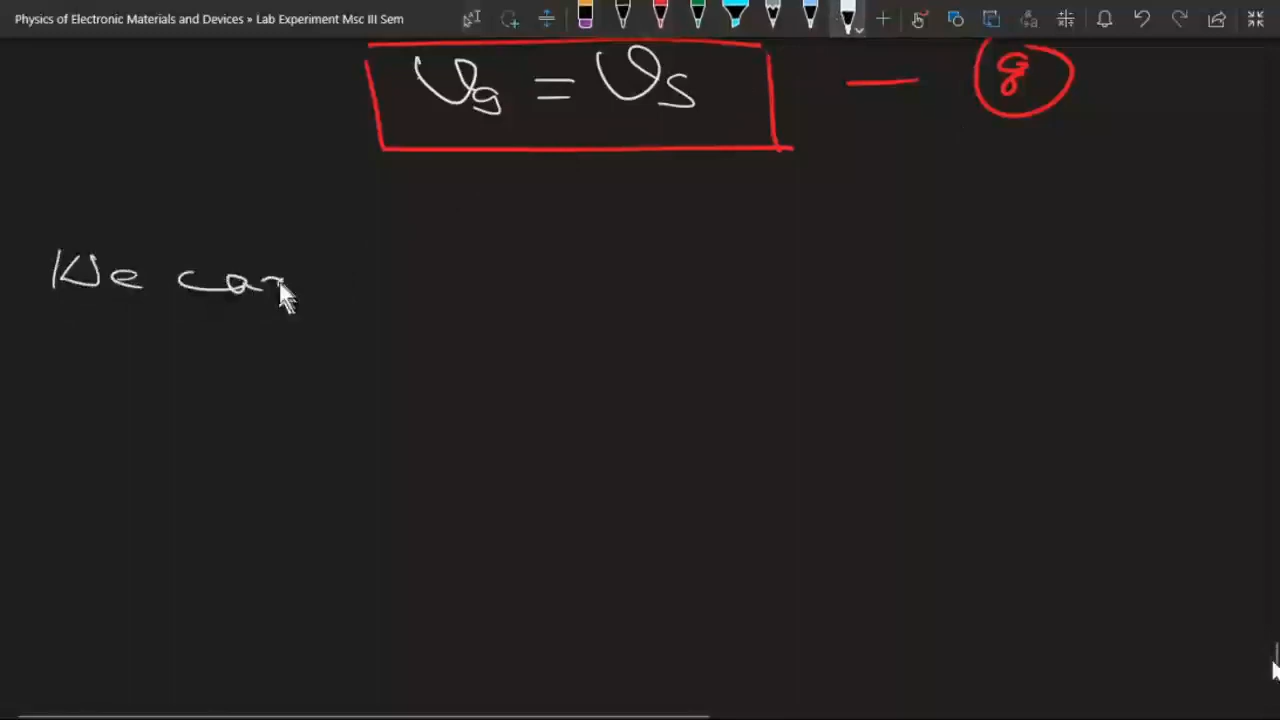 Physics of Electronic Materials and Devices » Lab Experiment Msc III Sem
Vg = Vs — 8
We can